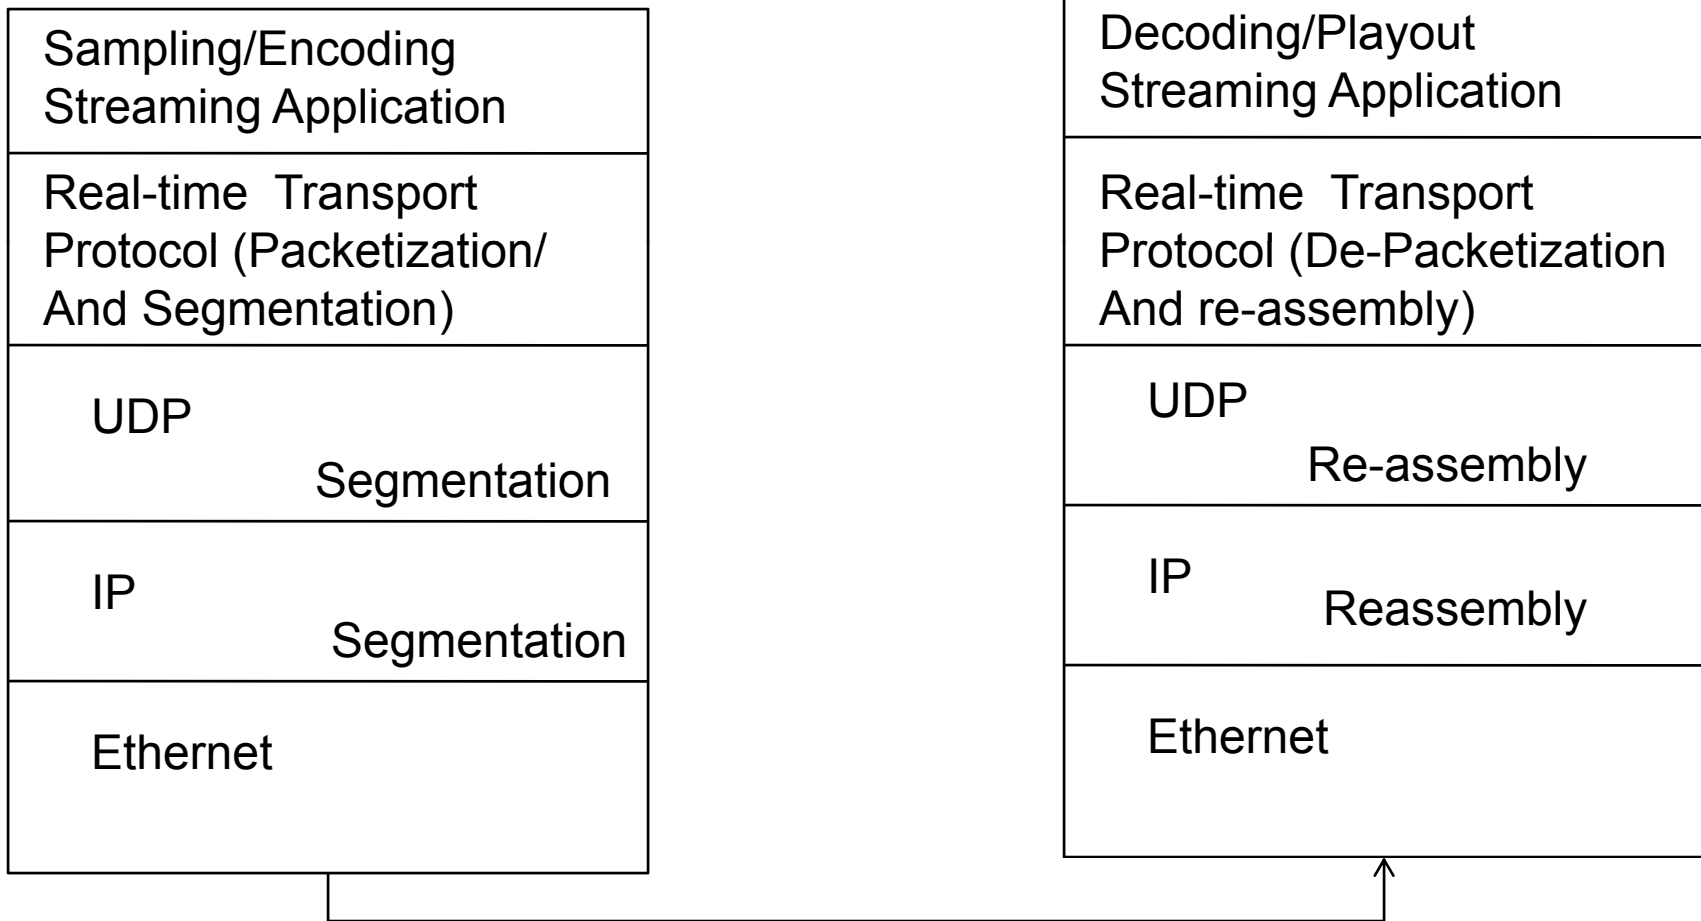 Sampling/Encoding
Streaming Application
Real-time  Transport
Protocol (Packetization/
And Segmentation)
UDP
Segmentation
IP
Segmentation
Ethernet
Decoding/Playout
Streaming Application
Real-time  Transport
Protocol (De-Packetization
And re-assembly)
UDP
Re-assembly
IP
Reassembly
Ethernet